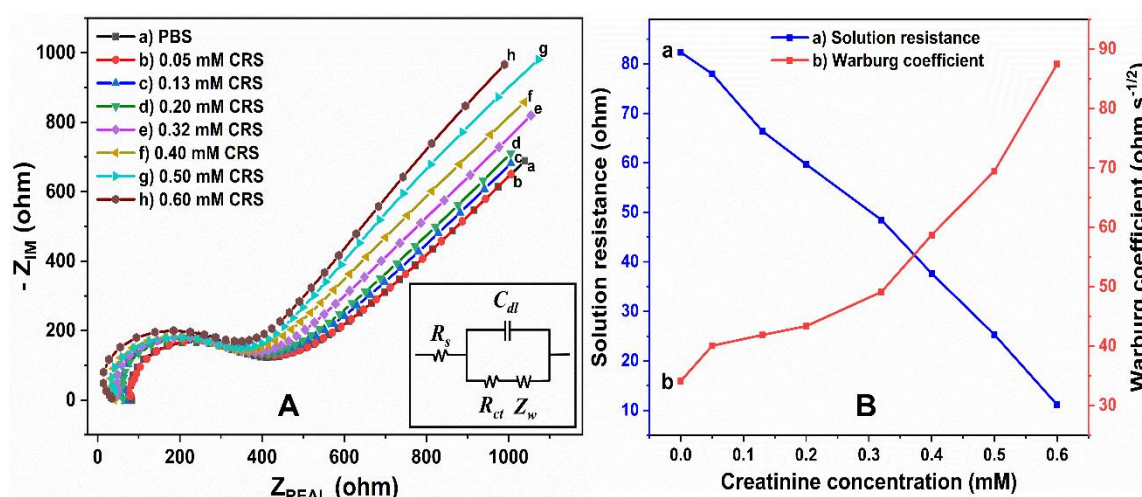 1000
800
600
400
200
0
- Z_IM (ohm)
a) PBS
b) 0.05 mM CRS
c) 0.13 mM CRS
d) 0.20 mM CRS
e) 0.32 mM CRS
f) 0.40 mM CRS
g) 0.50 mM CRS
h) 0.60 mM CRS
h
g
f
e
d
c
a
b
C_dl
R_s
R_ct
Z_w
A
0 200 400 600 800 1000
Z_REAL (ohm)
80
70
60
50
40
30
20
10
Solution resistance (ohm)
a) Solution resistance
b) Warburg coefficient
a
b
B
0.0 0.1 0.2 0.3 0.4 0.5 0.6
Creatinine concentration (mM)
90
80
70
60
50
40
30
Warburg coefficient (ohm s^-1/2)